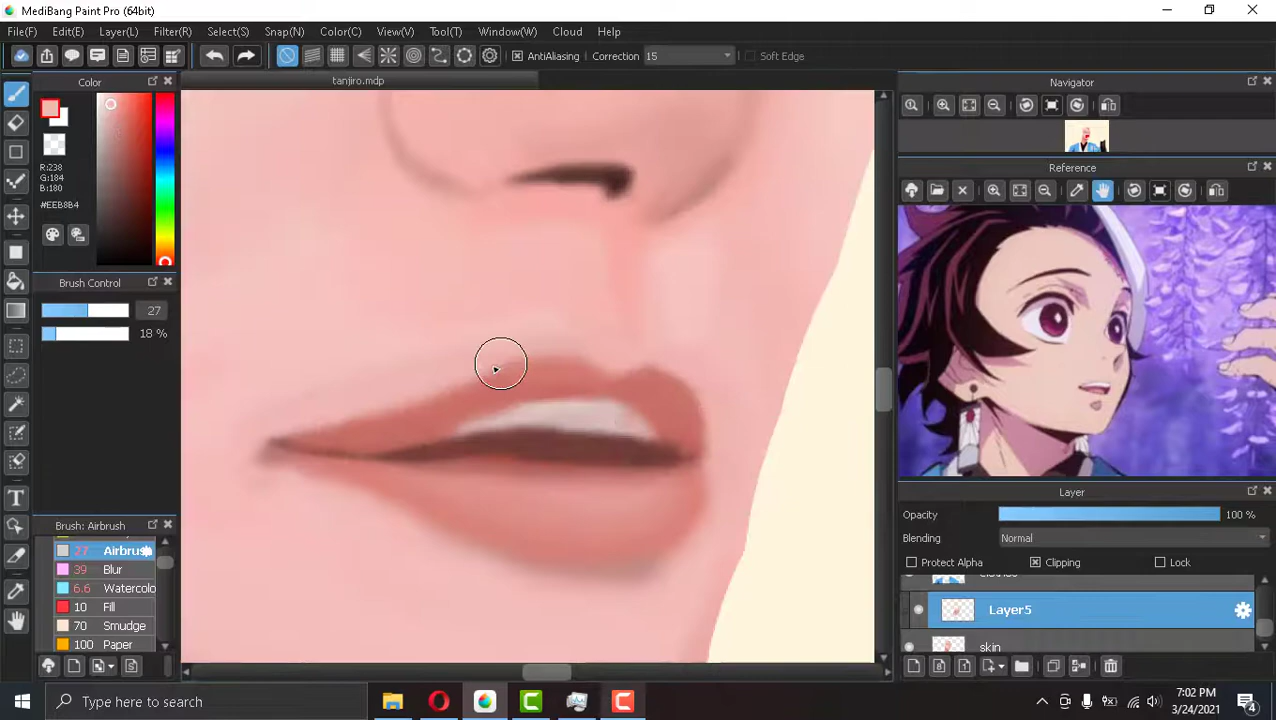 MediBang Paint Pro (64bit)
File(F) Edit(E) Layer(L) Filter(R) Select(S) Snap(N) Color(C) View(V) Tool(T) Window(W) Cloud Help
AntiAliasing Correction 15 Soft Edge
Color
tanjiro.mdp
Navigator
R:238
G:184
B:180
#EEB8B4
Reference
Brush Control
27
18 %
Layer
Opacity 100 %
Blending Normal
Protect Alpha Clipping Lock
Brush: Airbrush
27 Airbrus
39 Blur
6.6 Watercolo
10 Fill
70 Smudge
100 Paper
Layer5
skin
T
Type here to search
7:02 PM
3/24/2021
4